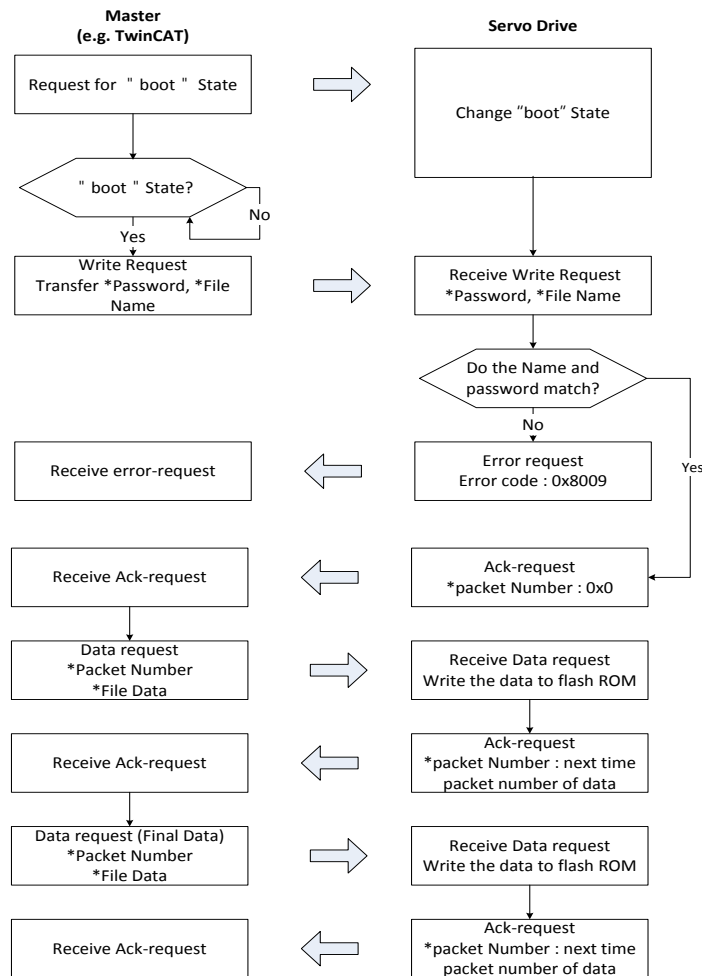 Master
(e.g. TwinCAT)
Servo Drive
Request for " boot " State
Change "boot" State
" boot " State?
No
Yes
Write Request
Transfer *Password, *File
Name
Receive Write Request
*Password, *File Name
Do the Name and
password match?
No
Yes
Receive error-request
Error request
Error code : 0x8009
Receive Ack-request
Ack-request
*packet Number : 0x0
Data request
*Packet Number
*File Data
Receive Data request
Write the data to flash ROM
Receive Ack-request
Ack-request
*packet Number : next time
packet number of data
Data request (Final Data)
*Packet Number
*File Data
Receive Data request
Write the data to flash ROM
Receive Ack-request
Ack-request
*packet Number : next time
packet number of data